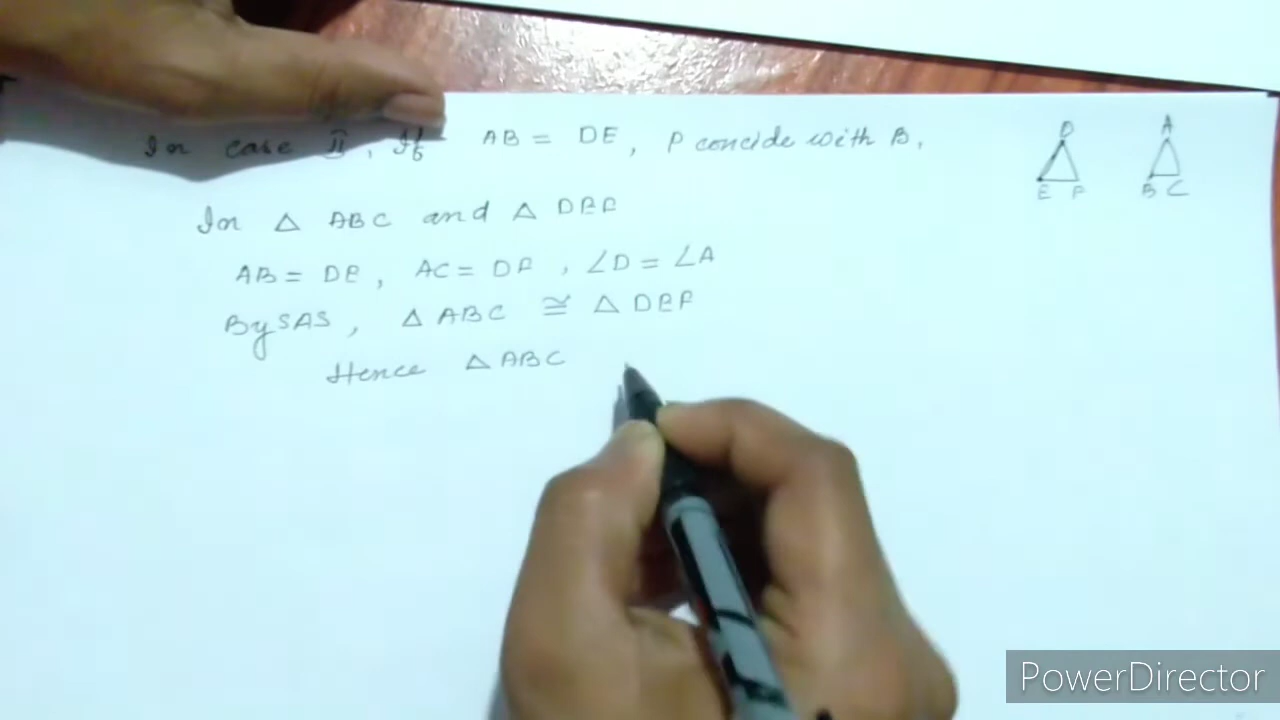 In case II, If AB = DE, P concide with B,
In △ ABC and △ DEF
AB = DE, AC = DF, ∠D = ∠A
By SAS, △ ABC ≅ △ DEF
Hence △ ABC
D
E F
A
B C
PowerDirector